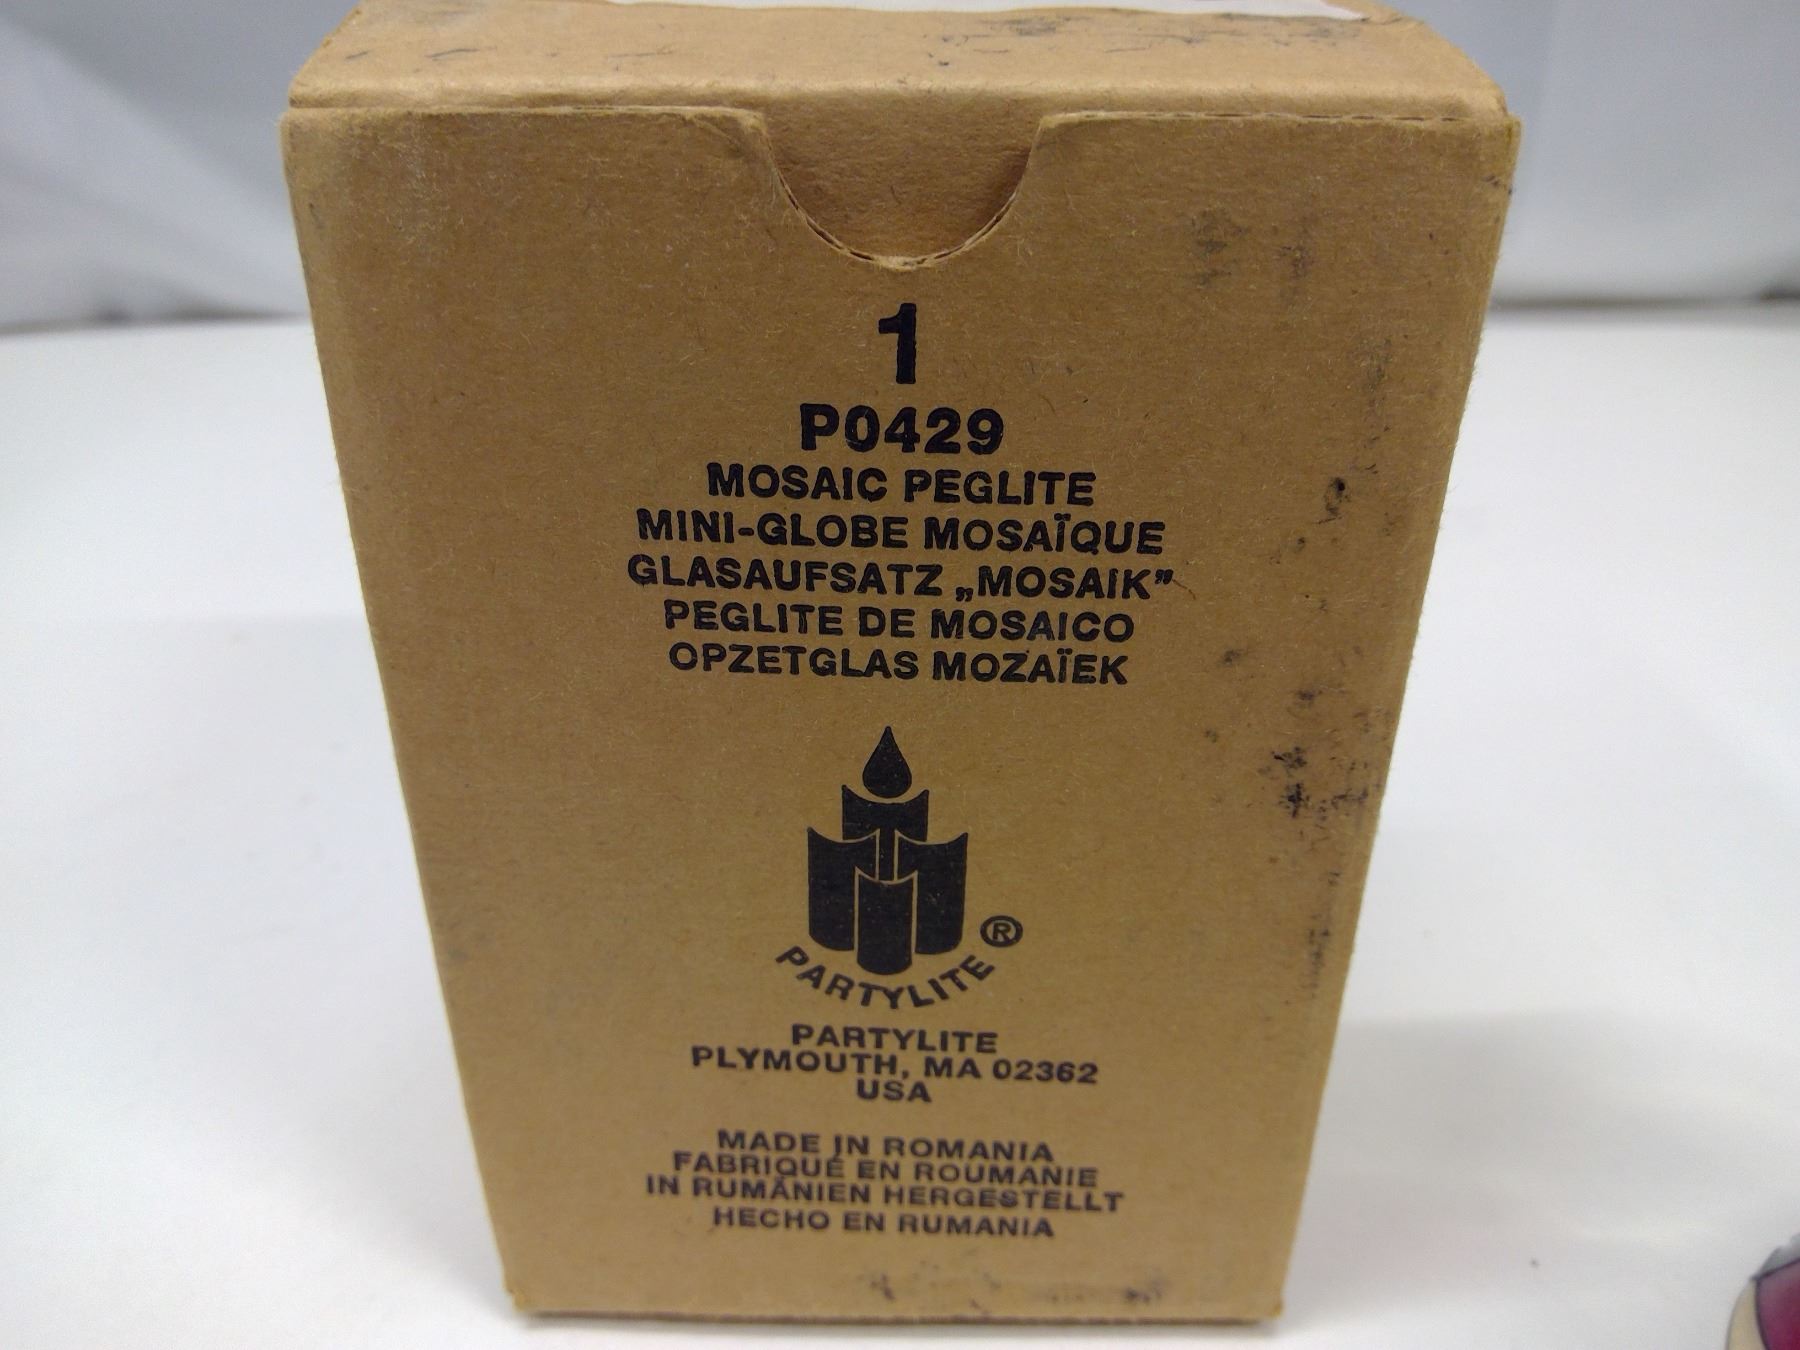 1
P0429
MOSAIC PEGLITE
MINI-GLOBE MOSAÏQUE
GLASAUFSATZ „MOSAIK”
PEGLITE DE MOSAICO
OPZETGLAS MOZAÏEK
PARTYLITE ®
PARTYLITE
PLYMOUTH, MA 02362
USA
MADE IN ROMANIA
FABRIQUÉ EN ROUMANIE
IN RUMÄNIEN HERGESTELLT
HECHO EN RUMANIA